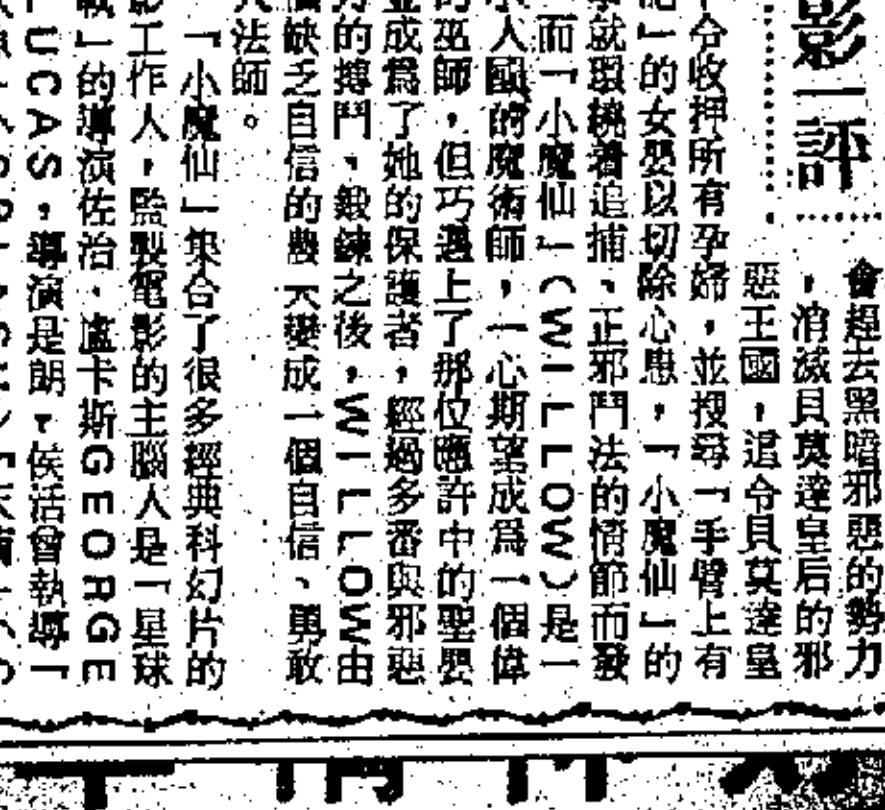 影評
會趕去黑暗邪惡的勢力
，消滅貝莫達皇后的邪
惡王國，這令貝莫達皇
令收押所有孕婦，並搜尋「手臂上有
」的女嬰以切除心患，「小魔仙」的
就環繞着追捕、正邪鬥法的情節而發
而「小魔仙」（WILLOW）是一
小人國的魔術師，一心期望成爲一個偉
的巫師，但巧遇上了那位應許中的聖嬰
並成爲了她的保護者，經過多番與邪惡
的搏鬥、鍛鍊之後，WILLOW由
個缺乏自信的農夫變成一個自信、勇敢
法師。
「小魔仙」集合了很多經典科幻片的
影工作人，監製電影的主腦人是「星球
」的導演佐治．盧卡斯GEORGE
LUCAS，導演是朗．侯活曾執導「